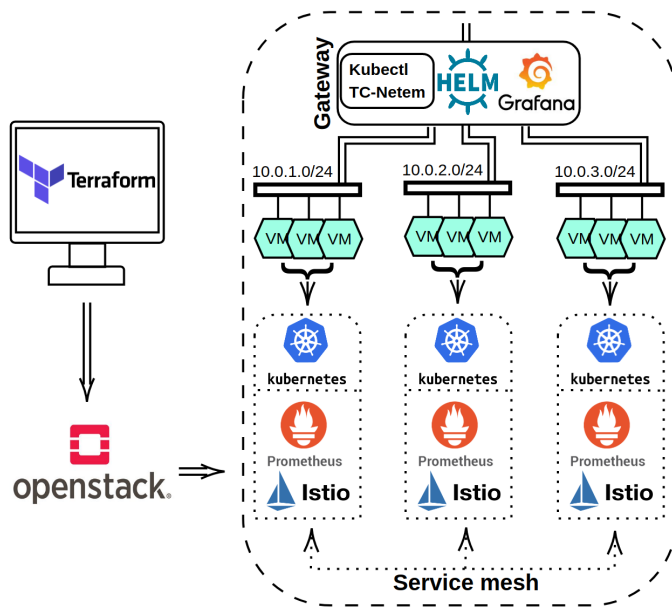 Gateway
Kubectl
TC-Netem
HELM
Grafana
Terraform
10.0.1.0/24
10.0.2.0/24
10.0.3.0/24
VM VM VM
VM VM VM
VM VM VM
kubernetes
kubernetes
kubernetes
Prometheus
Prometheus
Prometheus
openstack.
Istio
Istio
Istio
Service mesh